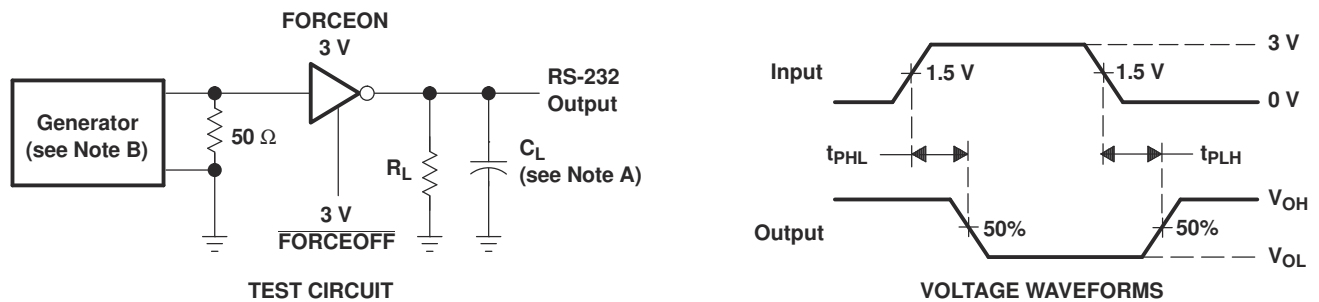 FORCEON
3 V
Generator
(see Note B)
50 Ω
RS-232
Output
R_L
C_L
(see Note A)
3 V
F̅O̅R̅C̅E̅O̅F̅F̅
TEST CIRCUIT
Input
1.5 V
1.5 V
3 V
0 V
t_PHL
t_PLH
Output
50%
50%
V_OH
V_OL
VOLTAGE WAVEFORMS